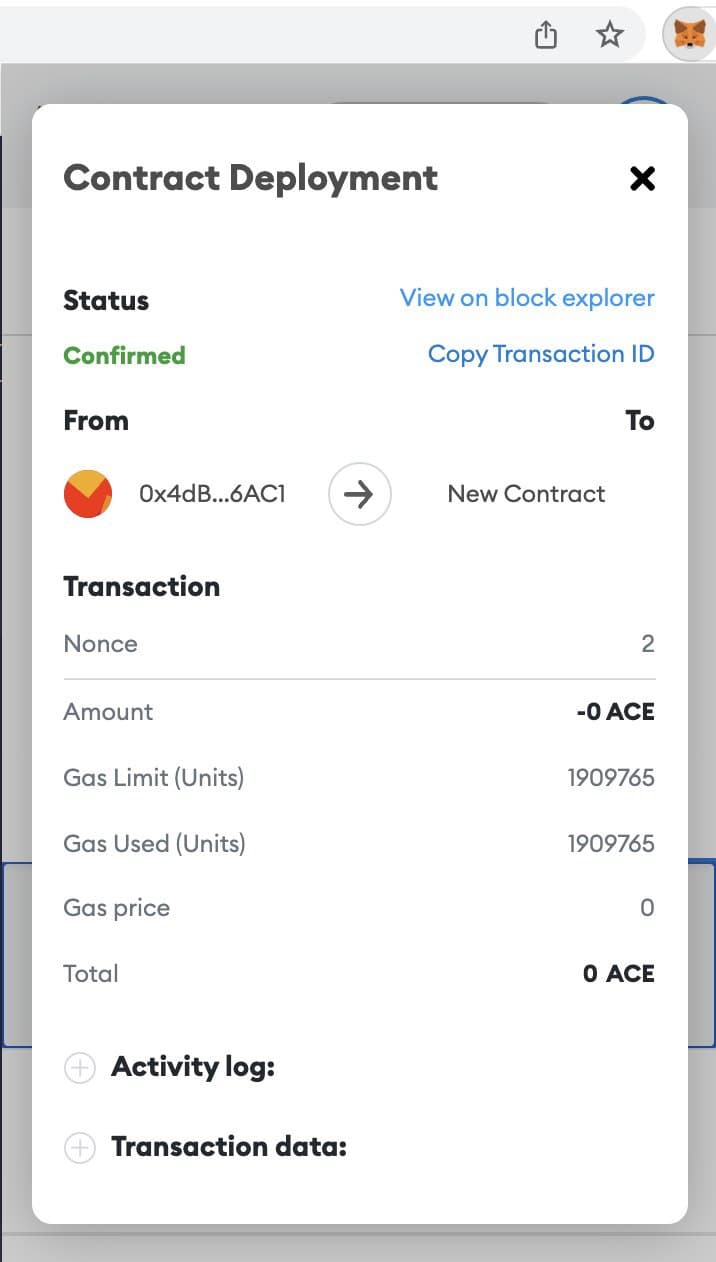 Contract Deployment
Status
View on block explorer
Confirmed
Copy Transaction ID
From
To
0x4dB...6AC1
New Contract
Transaction
Nonce 2
Amount -0 ACE
Gas Limit (Units) 1909765
Gas Used (Units) 1909765
Gas price 0
Total 0 ACE
Activity log:
Transaction data: